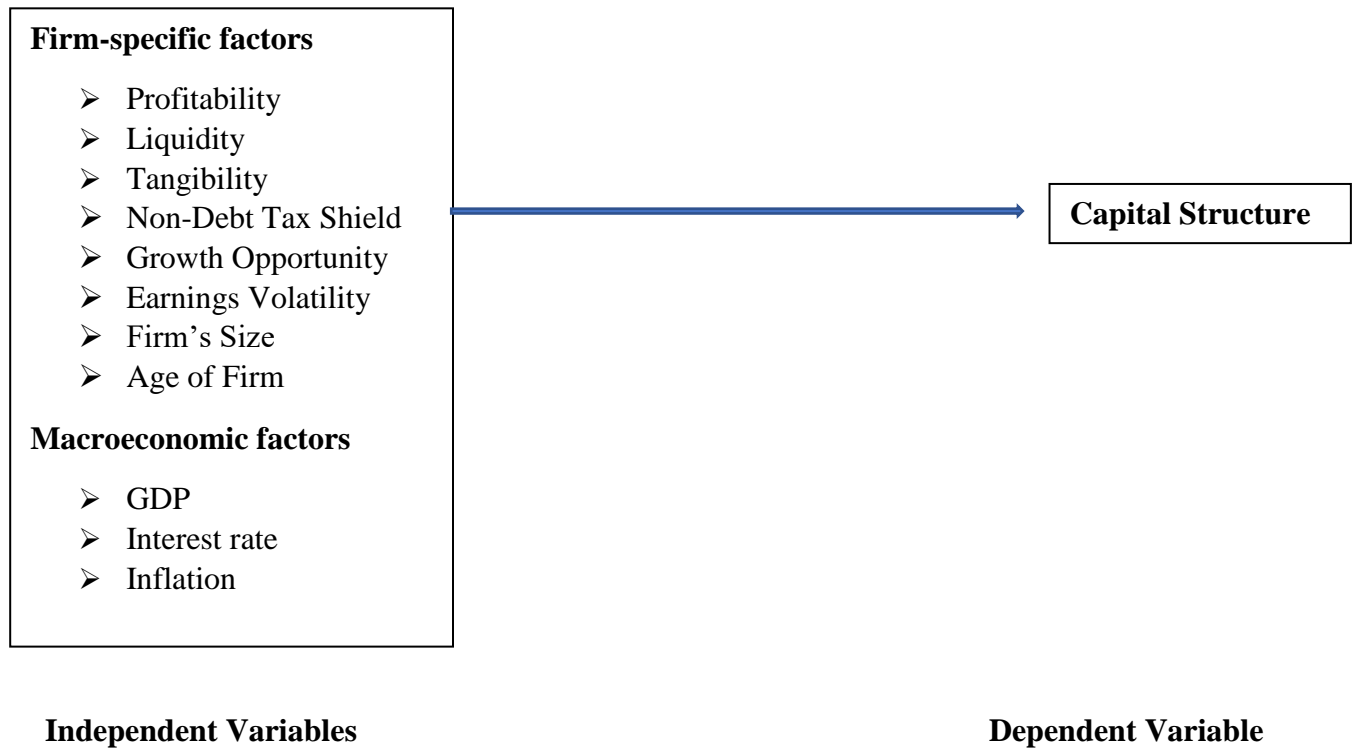 Firm-specific factors
➢ Profitability
➢ Liquidity
➢ Tangibility
➢ Non-Debt Tax Shield
➢ Growth Opportunity
➢ Earnings Volatility
➢ Firm’s Size
➢ Age of Firm
Macroeconomic factors
➢ GDP
➢ Interest rate
➢ Inflation
Capital Structure
Independent Variables
Dependent Variable